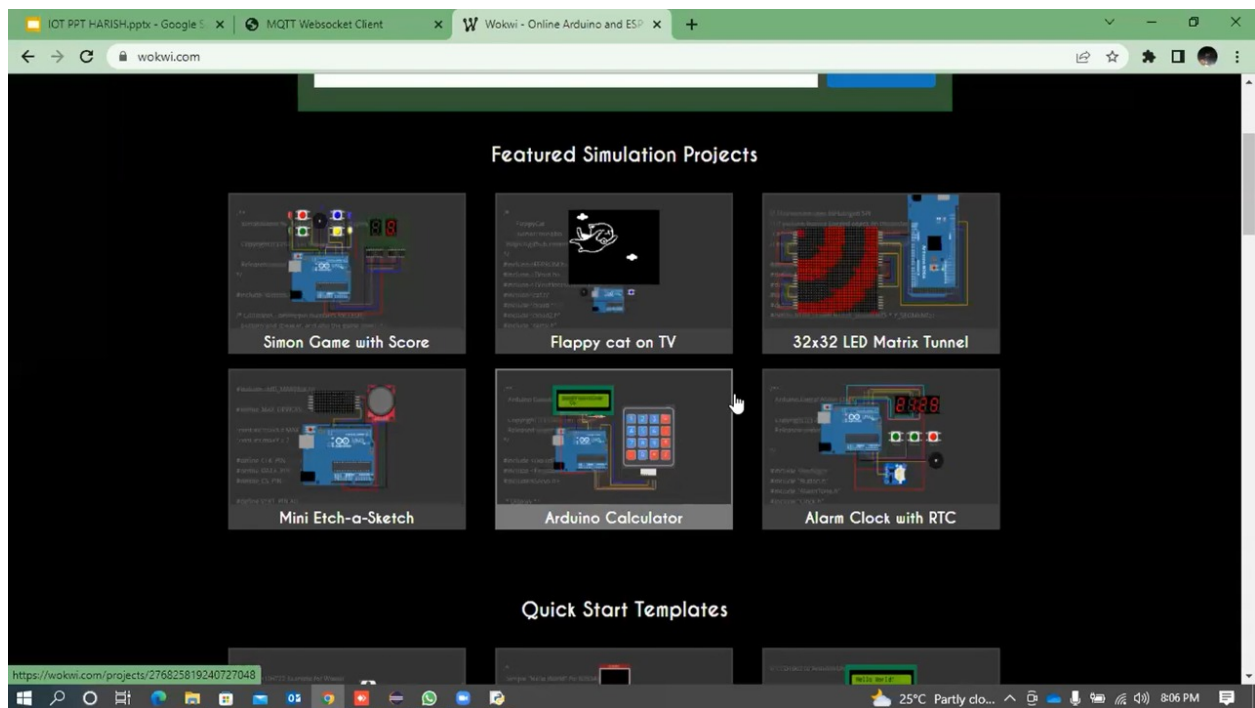 IOT PPT HARISH.pptx - Google S
MQTT Websocket Client
Wokwi - Online Arduino and ESP
wokwi.com
Featured Simulation Projects
Simon Game with Score
Flappy cat on TV
32x32 LED Matrix Tunnel
Mini Etch-a-Sketch
Arduino Calculator
Alarm Clock with RTC
Quick Start Templates
Hello World!
https://wokwi.com/projects/276825819240727048
25°C Partly clo...
8:06 PM